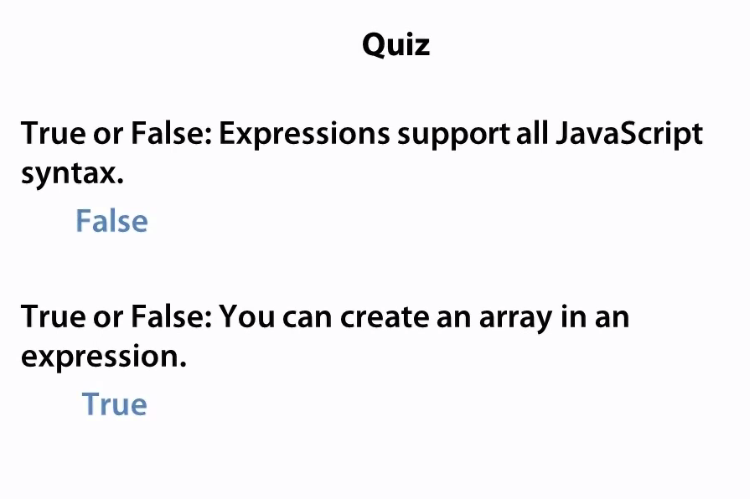 Quiz
True or False: Expressions support all JavaScript
syntax.
False
True or False: You can create an array in an
expression.
True